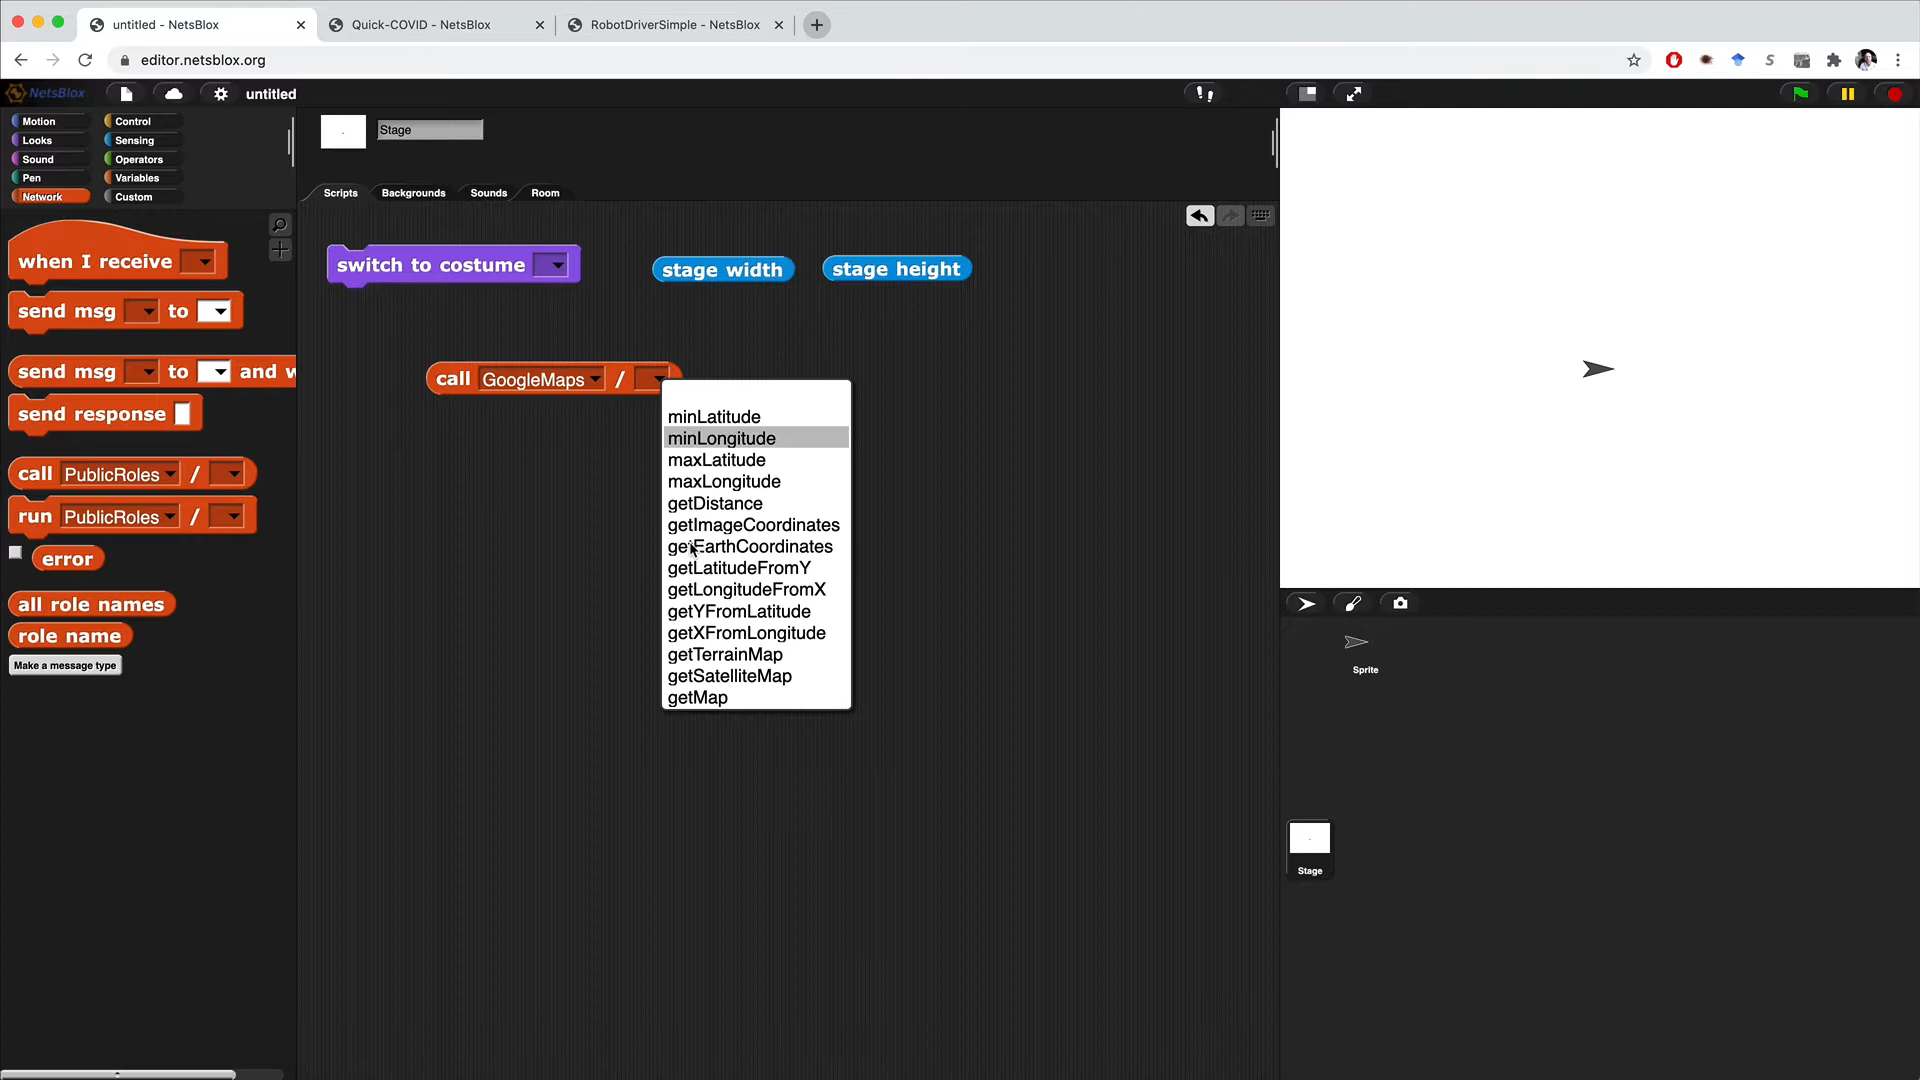 untitled - NetsBlox
Quick-COVID - NetsBlox
RobotDriverSimple - NetsBlox
editor.netsblox.org
NetsBlox
untitled
Motion
Control
Looks
Sensing
Sound
Operators
Pen
Variables
Network
Custom
Stage
Scripts
Backgrounds
Sounds
Room
when I receive
send msg to
send msg to and w
send response
call PublicRoles /
run PublicRoles /
error
all role names
role name
Make a message type
switch to costume
stage width
stage height
call GoogleMaps /
minLatitude
minLongitude
maxLatitude
maxLongitude
getDistance
getImageCoordinates
getEarthCoordinates
getLatitudeFromY
getLongitudeFromX
getYFromLatitude
getXFromLongitude
getTerrainMap
getSatelliteMap
getMap
Sprite
Stage